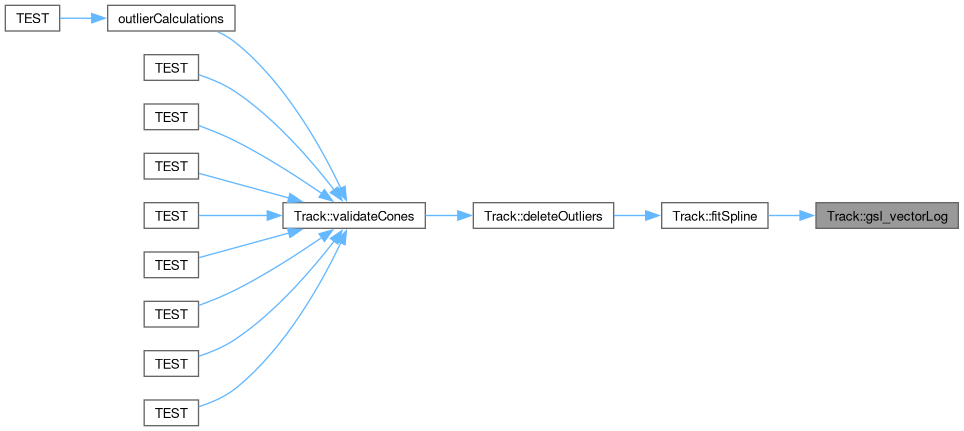 TEST
outlierCalculations
TEST
TEST
TEST
TEST
Track::validateCones
Track::deleteOutliers
Track::fitSpline
Track::gsl_vectorLog
TEST
TEST
TEST
TEST